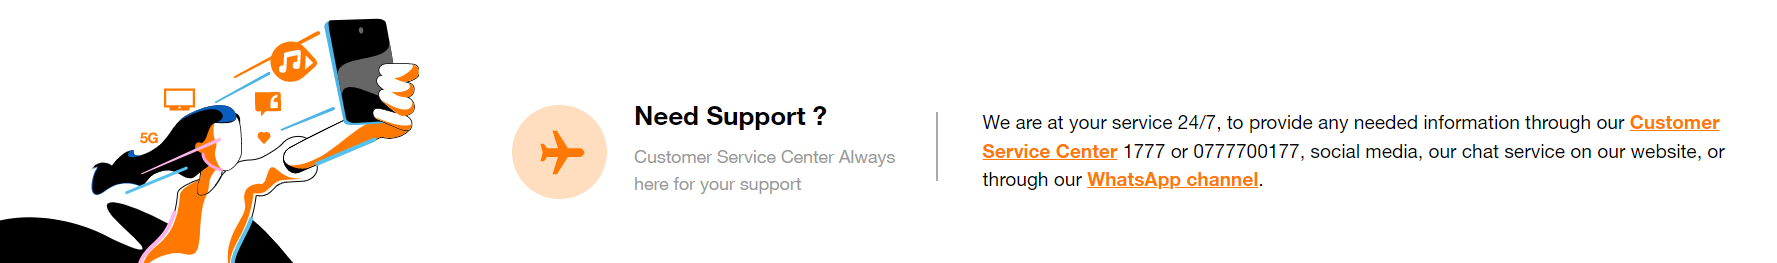 5G
Need Support ?
Customer Service Center Always
here for your support
We are at your service 24/7, to provide any needed information through our Customer
Service Center 1777 or 0777700177, social media, our chat service on our website, or
through our WhatsApp channel.